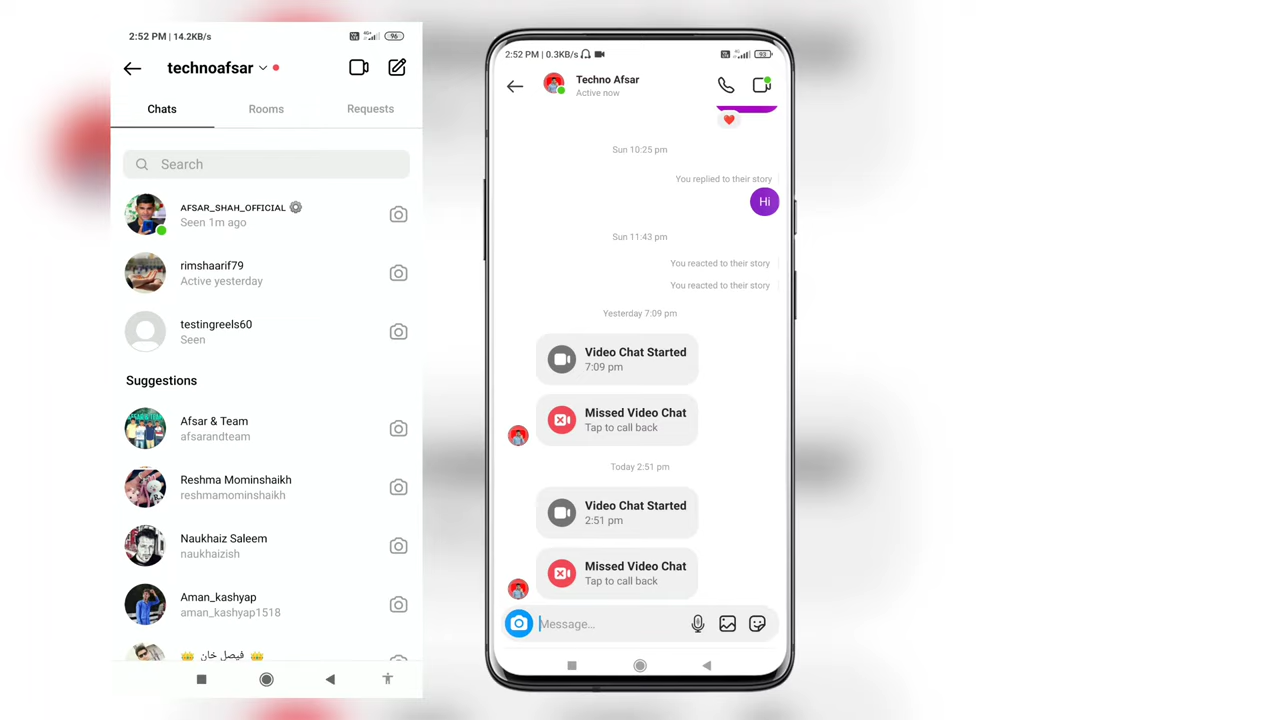 2:52 PM | 14.2KB/s
96
technoafsar
Chats
Rooms
Requests
Search
AFSAR_SHAH_OFFICIAL
Seen 1m ago
rimshaarif79
Active yesterday
testingreels60
Seen
Suggestions
Afsar & Team
afsarandteam
Reshma Mominshaikh
reshmamominshaikh
Naukhaiz Saleem
naukhaizish
Aman_kashyap
aman_kashyap1518
👑 فيصل خان 👑
2:52 PM | 0.3KB/s
93
Techno Afsar
Active now
Sun 10:25 pm
You replied to their story
Hi
Sun 11:43 pm
You reacted to their story
You reacted to their story
Yesterday 7:09 pm
Video Chat Started
7:09 pm
Missed Video Chat
Tap to call back
Today 2:51 pm
Video Chat Started
2:51 pm
Missed Video Chat
Tap to call back
Message...